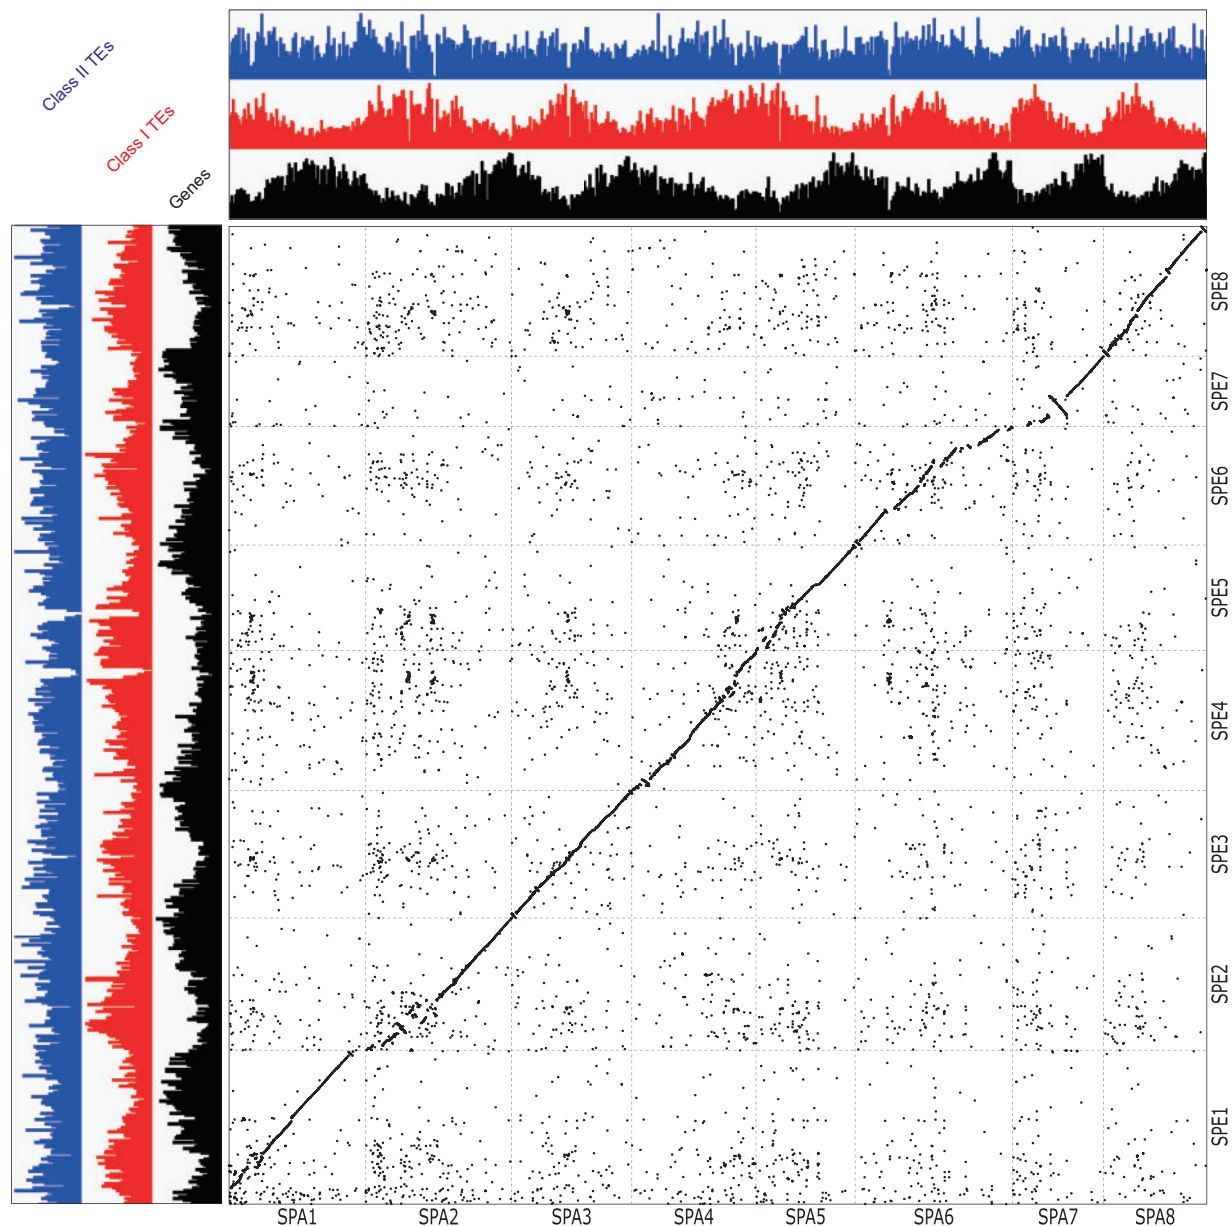 Class II TEs
Class I TEs
Genes
SPE8
SPE7
SPE6
SPE5
SPE4
SPE3
SPE2
SPE1
SPA1 SPA2 SPA3 SPA4 SPA5 SPA6 SPA7 SPA8